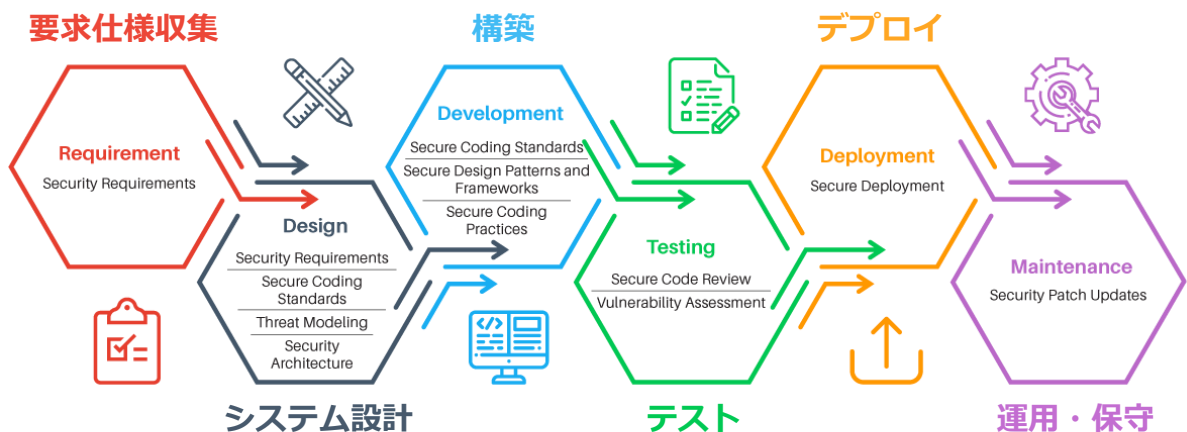 要求仕様収集
Requirement
Security Requirements
Design
Security Requirements
Secure Coding
Standards
Threat Modeling
Security
Architecture
システム設計
構築
Development
Secure Coding Standards
Secure Design Patterns and
Frameworks
Secure Coding
Practices
Testing
Secure Code Review
Vulnerability Assessment
テスト
デプロイ
Deployment
Secure Deployment
Maintenance
Security Patch Updates
運用・保守